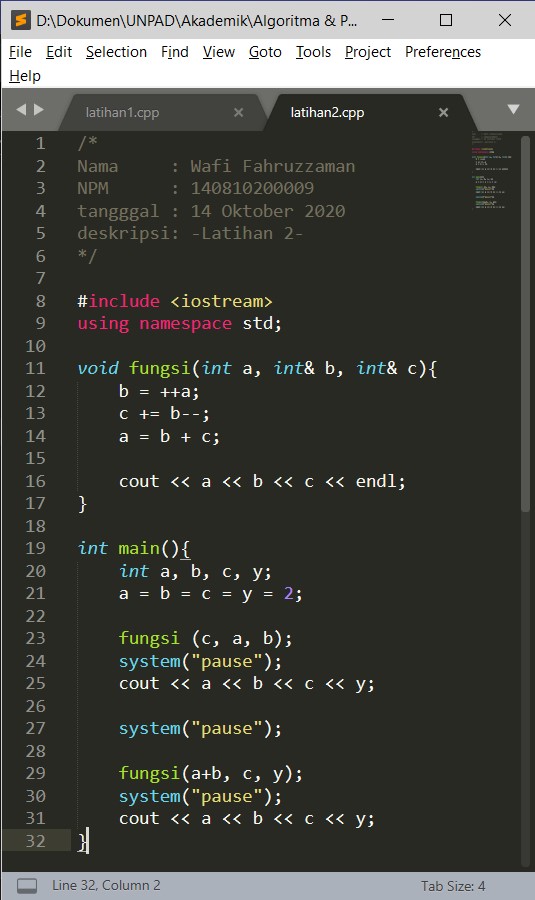 D:\Dokumen\UNPAD\Akademik\Algoritma & P...
File Edit Selection Find View Goto Tools Project Preferences
Help
latihan1.cpp × latihan2.cpp ×
1 /*
2 Nama     : Wafi Fahruzzaman
3 NPM      : 140810200009
4 tangggal : 14 Oktober 2020
5 deskripsi: -Latihan 2-
6 */
7
8 #include <iostream>
9 using namespace std;
10
11 void fungsi(int a, int& b, int& c){
12     b = ++a;
13     c += b--;
14     a = b + c;
15
16     cout << a << b << c << endl;
17 }
18
19 int main(){
20     int a, b, c, y;
21     a = b = c = y = 2;
22
23     fungsi (c, a, b);
24     system("pause");
25     cout << a << b << c << y;
26
27     system("pause");
28
29     fungsi(a+b, c, y);
30     system("pause");
31     cout << a << b << c << y;
32 }
Line 32, Column 2 Tab Size: 4